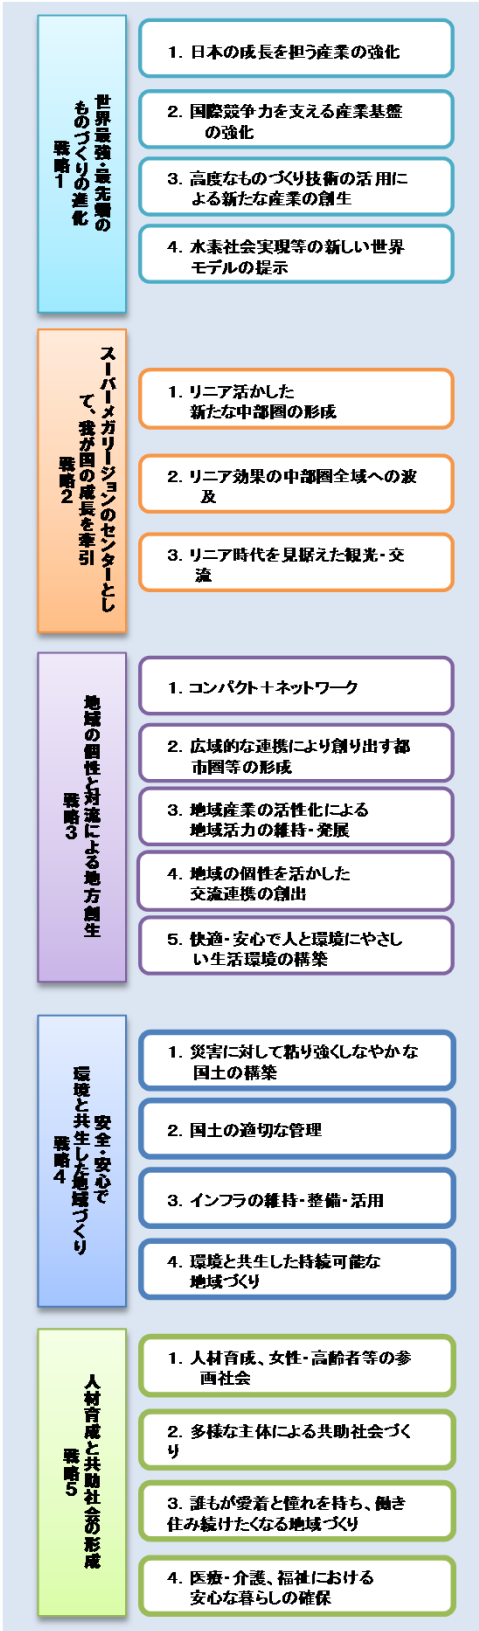 世界最強・最先端の
ものづくりの進化
戦略1
1. 日本の成長を担う産業の強化
2. 国際競争力を支える産業基盤
の強化
3. 高度なものづくり技術の活用に
よる新たな産業の創生
4. 水素社会実現等の新しい世界
モデルの提示
スーパーメガリージョンのセンターとし
て、我が国の成長を牽引
戦略2
1. リニア活かした
新たな中部圏の形成
2. リニア効果の中部圏全域への波
及
3. リニア時代を見据えた観光・交
流
地域の個性と対流による地方創生
戦略3
1. コンパクト＋ネットワーク
2. 広域的な連携により創り出す都
市圏等の形成
3. 地域産業の活性化による
地域活力の維持・発展
4. 地域の個性を活かした
交流連携の創出
5. 快適・安心で人と環境にやさし
い生活環境の構築
安全・安心で
環境と共生した地域づくり
戦略4
1. 災害に対して粘り強くしなやかな
国土の構築
2. 国土の適切な管理
3. インフラの維持・整備・活用
4. 環境と共生した持続可能な
地域づくり
人材育成と共助社会の形成
戦略5
1. 人材育成、女性・高齢者等の参
画社会
2. 多様な主体による共助社会づく
り
3. 誰もが愛着と憧れを持ち、働き
住み続けたくなる地域づくり
4. 医療・介護、福祉における
安心な暮らしの確保